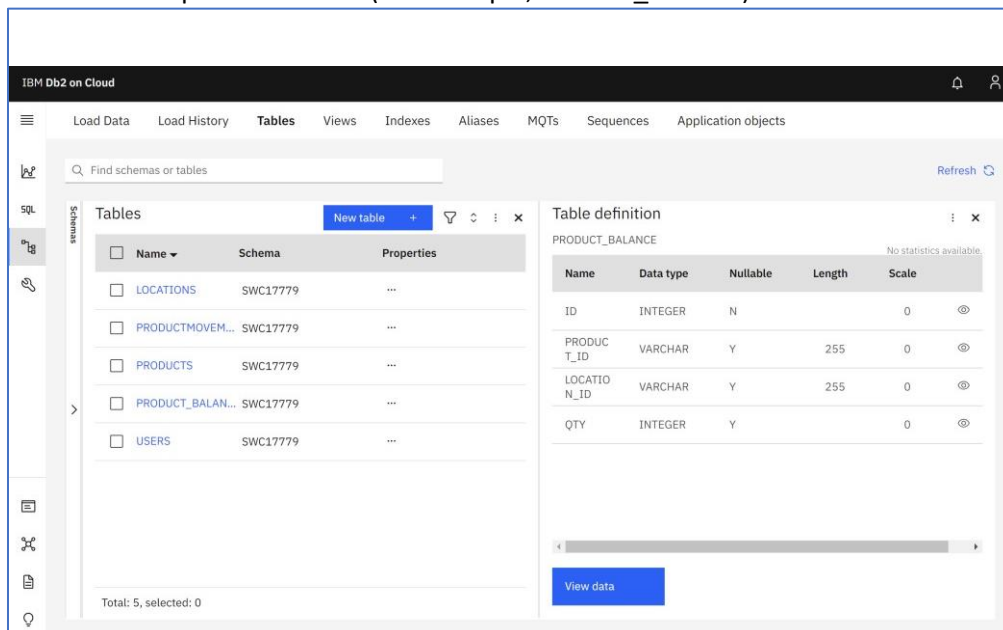 IBM Db2 on Cloud
Load Data Load History Tables Views Indexes Aliases MQTs Sequences Application objects
Find schemas or tables
Refresh
SQL
Schemas
Tables
New table +
Name Schema Properties
LOCATIONS SWC17779 ...
PRODUCTMOVEM... SWC17779 ...
PRODUCTS SWC17779 ...
PRODUCT_BALAN... SWC17779 ...
USERS SWC17779 ...
Total: 5, selected: 0
Table definition
PRODUCT_BALANCE
No statistics available.
Name Data type Nullable Length Scale
ID INTEGER N 0
PRODUC
T_ID VARCHAR Y 255 0
LOCATIO
N_ID VARCHAR Y 255 0
QTY INTEGER Y 0
View data